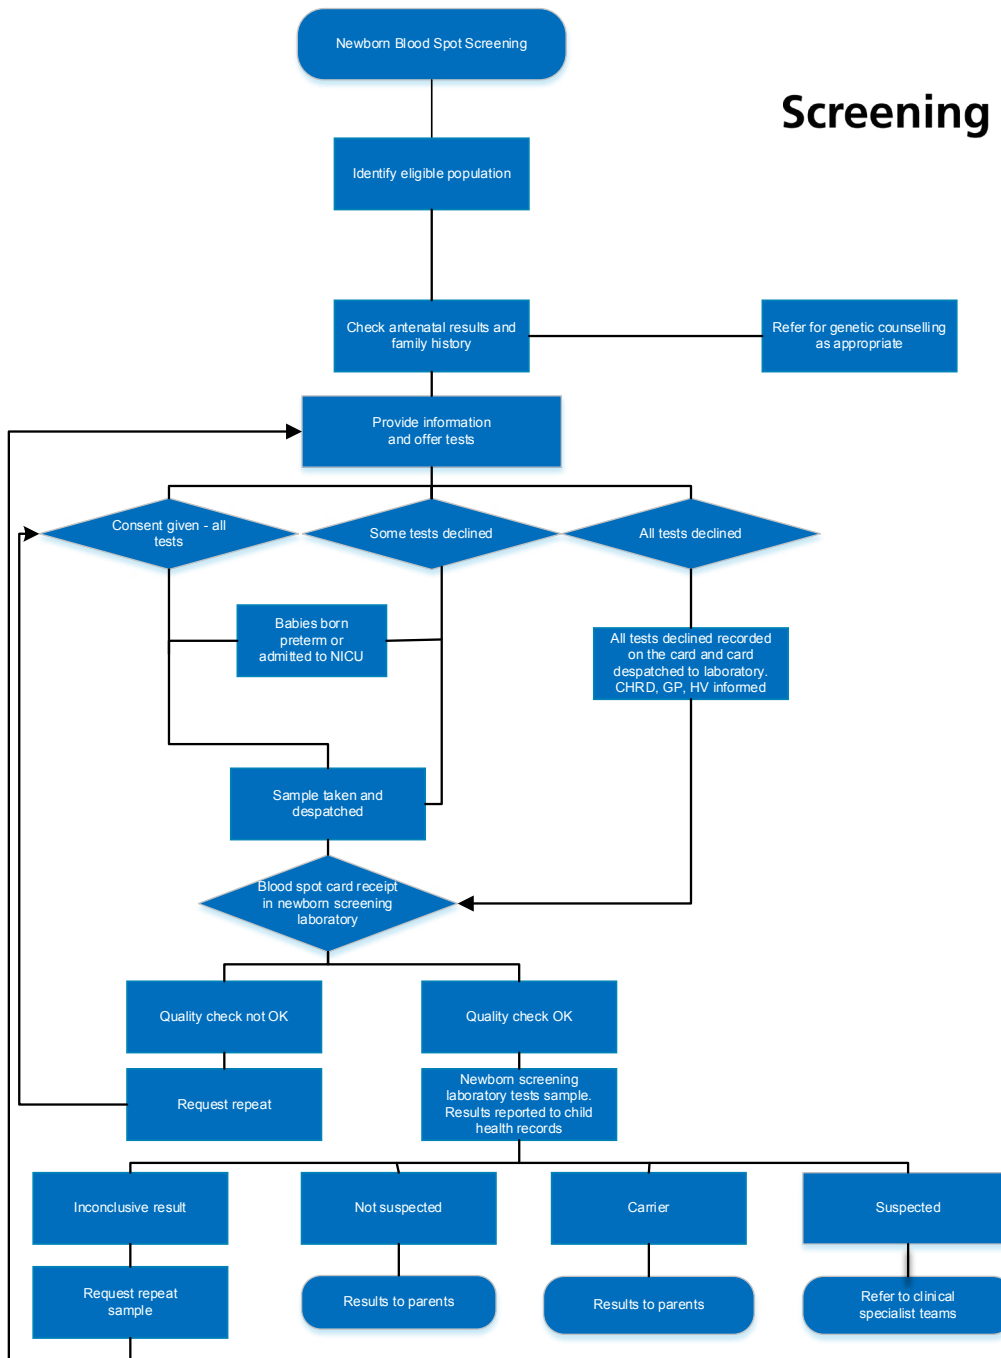 Newborn Blood Spot Screening
Screening
Identify eligible population
Check antenatal results and
family history
Refer for genetic counselling
as appropriate
Provide information
and offer tests
Consent given - all
tests
Some tests declined
All tests declined
Babies born
preterm or
admitted to NICU
All tests declined recorded
on the card and card
despatched to laboratory.
CHRD, GP, HV informed
Sample taken and
despatched
Blood spot card receipt
in newborn screening
laboratory
Quality check not OK
Quality check OK
Request repeat
Newborn screening
laboratory tests sample.
Results reported to child
health records
Inconclusive result
Not suspected
Carrier
Suspected
Request repeat
sample
Results to parents
Results to parents
Refer to clinical
specialist teams